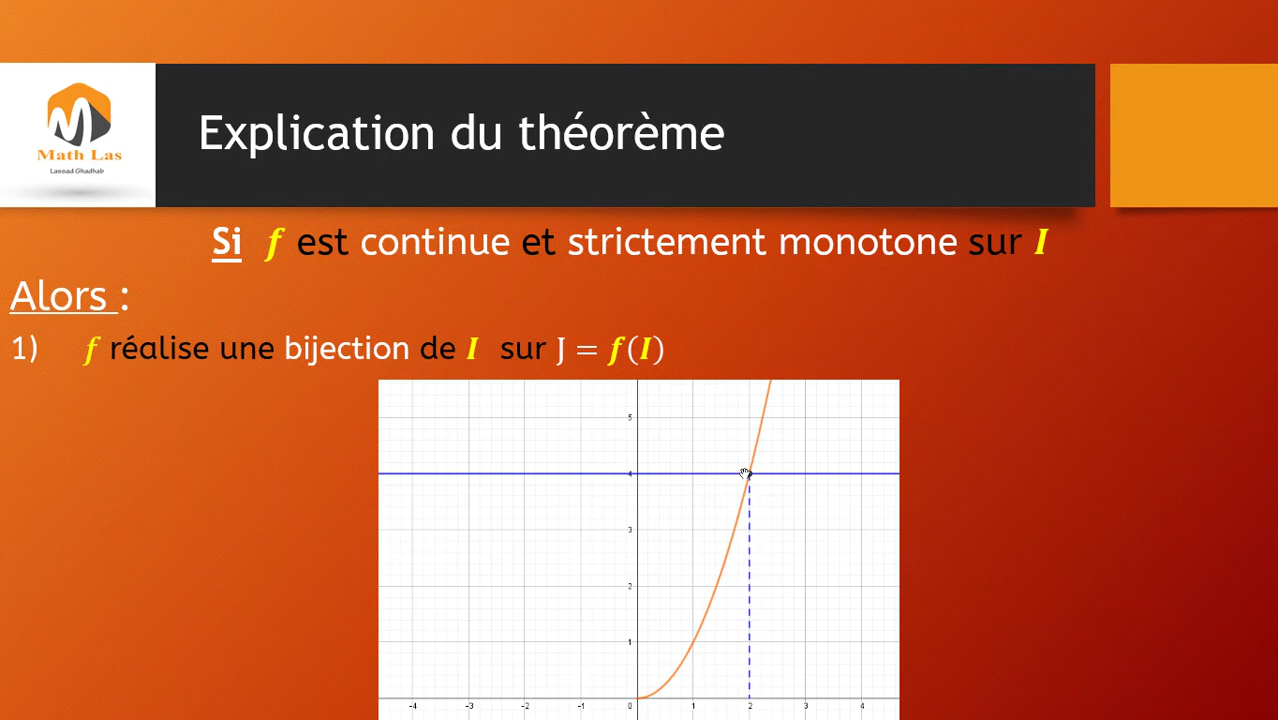 Explication du théorème
Math Las
Lassad Ghadhab
Si f est continue et strictement monotone sur I
Alors :
1) f réalise une bijection de I sur J = f(I)
5
4
3
2
1
-4 -3 -2 -1 0 1 2 3 4